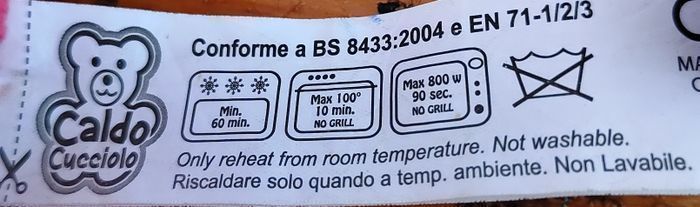 Conforme a BS 8433:2004 e EN 71-1/2/3
Caldo
Cucciolo
Min.
60 min.
Max 100°
10 min.
NO GRILL
Max 800 W
90 sec.
NO GRILL
Only reheat from room temperature. Not washable.
Riscaldare solo quando a temp. ambiente. Non Lavabile.